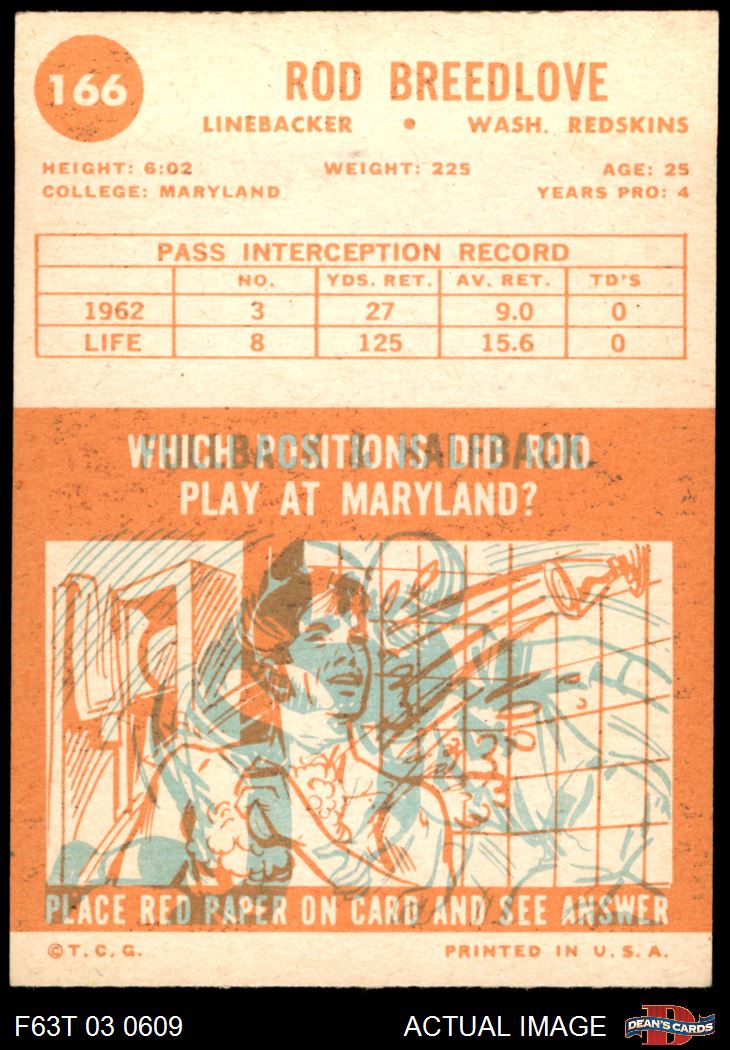 166
ROD BREEDLOVE
LINEBACKER • WASH. REDSKINS
HEIGHT: 6:02 WEIGHT: 225 AGE: 25
COLLEGE: MARYLAND YEARS PRO: 4
PASS INTERCEPTION RECORD
NO. YDS. RET. AV. RET. TD'S
1962 3 27 9.0 0
LIFE 8 125 15.6 0
WHICH POSITIONS DID ROD
FULLBACK & HALFBACK.
PLAY AT MARYLAND?
PLACE RED PAPER ON CARD AND SEE ANSWER
©T.C.G. PRINTED IN U.S.A.
F63T 03 0609 ACTUAL IMAGE D DEAN'S CARDS